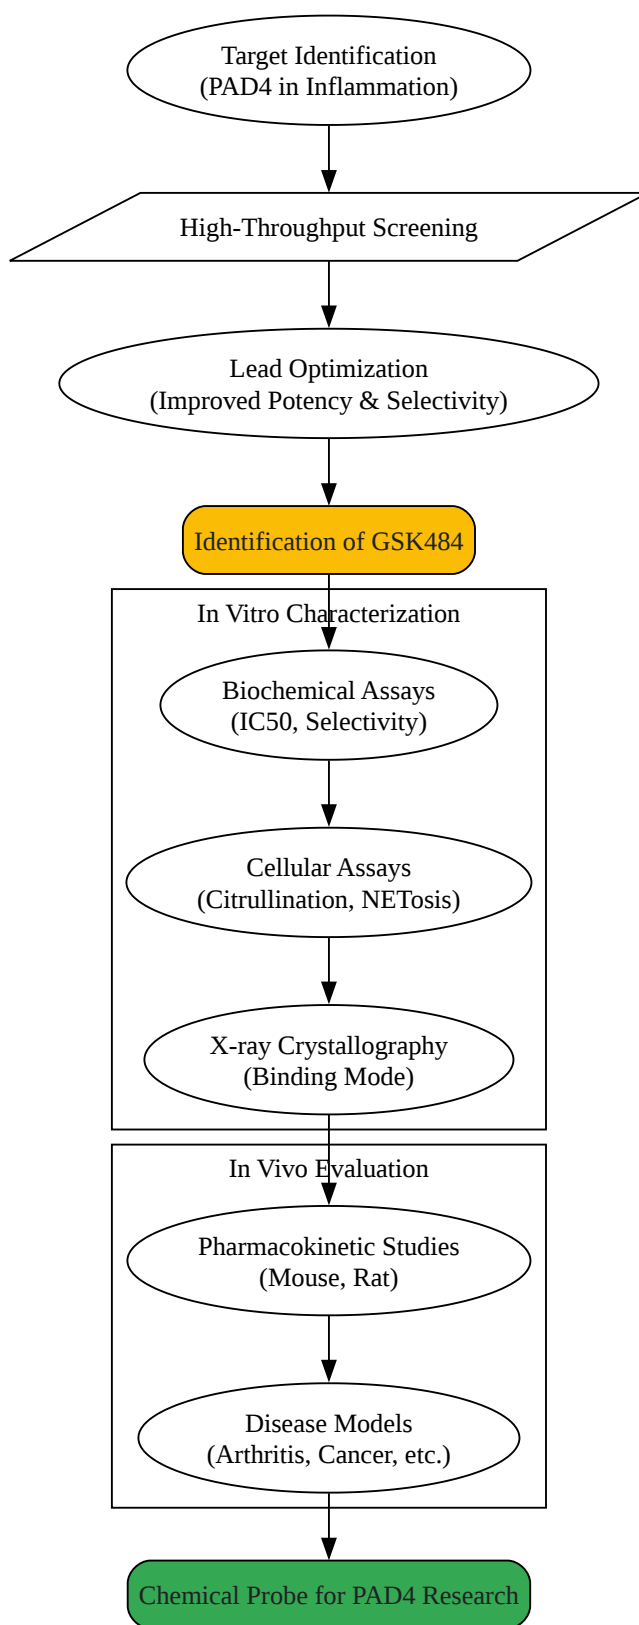 Target Identification
(PAD4 in Inflammation)
High-Throughput Screening
Lead Optimization
(Improved Potency & Selectivity)
Identification of GSK484
In Vitro Characterization
Biochemical Assays
(IC50, Selectivity)
Cellular Assays
(Citrullination, NETosis)
X-ray Crystallography
(Binding Mode)
In Vivo Evaluation
Pharmacokinetic Studies
(Mouse, Rat)
Disease Models
(Arthritis, Cancer, etc.)
Chemical Probe for PAD4 Research